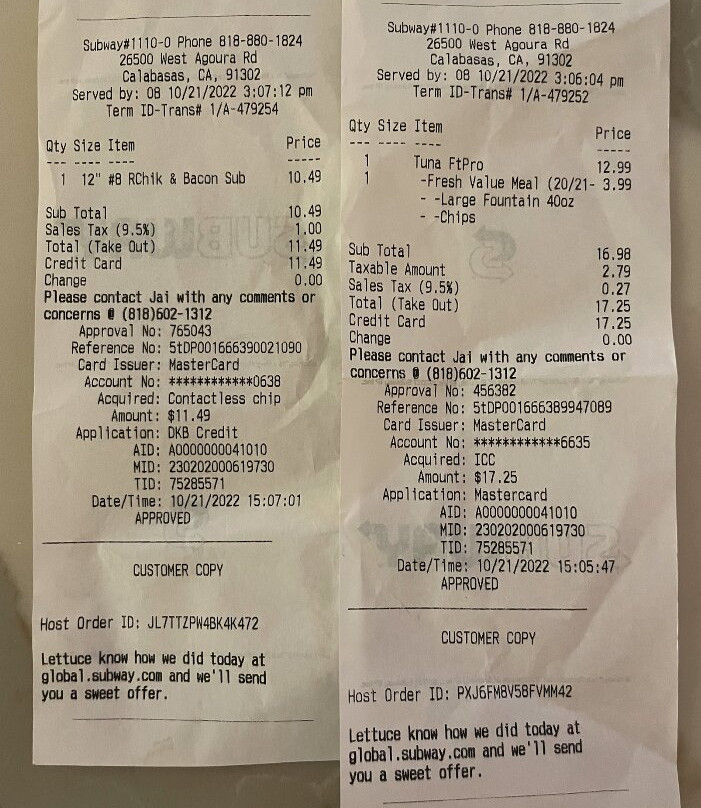 Subway#1110-0 Phone 818-880-1824
26500 West Agoura Rd
Calabasas, CA, 91302
Served by: 08 10/21/2022 3:07:12 pm
Term ID-Trans# 1/A-479254
Qty Size Item Price
--- ---- ---- -----
1 12" #8 RChik & Bacon Sub 10.49
Sub Total 10.49
Sales Tax (9.5%) 1.00
Total (Take Out) 11.49
Credit Card 11.49
Change 0.00
Please contact Jai with any comments or
concerns @ (818)602-1312
Approval No: 765043
Reference No: 5tDP001666390021090
Card Issuer: MasterCard
Account No: ************0638
Acquired: Contactless chip
Amount: $11.49
Application: DKB Credit
AID: A0000000041010
MID: 230202000619730
TID: 75285571
Date/Time: 10/21/2022 15:07:01
APPROVED
CUSTOMER COPY
Host Order ID: JL7TTZPW4BK4K472
Lettuce know how we did today at
global.subway.com and we'll send
you a sweet offer.
Subway#1110-0 Phone 818-880-1824
26500 West Agoura Rd
Calabasas, CA, 91302
Served by: 08 10/21/2022 3:06:04 pm
Term ID-Trans# 1/A-479252
Qty Size Item Price
--- ---- ---- -----
1 Tuna FtPro 12.99
1 -Fresh Value Meal (20/21- 3.99
- -Large Fountain 40oz
- -Chips
Sub Total 16.98
Taxable Amount 2.79
Sales Tax (9.5%) 0.27
Total (Take Out) 17.25
Credit Card 17.25
Change 0.00
Please contact Jai with any comments or
concerns @ (818)602-1312
Approval No: 456382
Reference No: 5tDP001666389947089
Card Issuer: MasterCard
Account No: ************6635
Acquired: ICC
Amount: $17.25
Application: Mastercard
AID: A0000000041010
MID: 230202000619730
TID: 75285571
Date/Time: 10/21/2022 15:05:47
APPROVED
CUSTOMER COPY
Host Order ID: PXJ6FM8V58FVMM42
Lettuce know how we did today at
global.subway.com and we'll send
you a sweet offer.